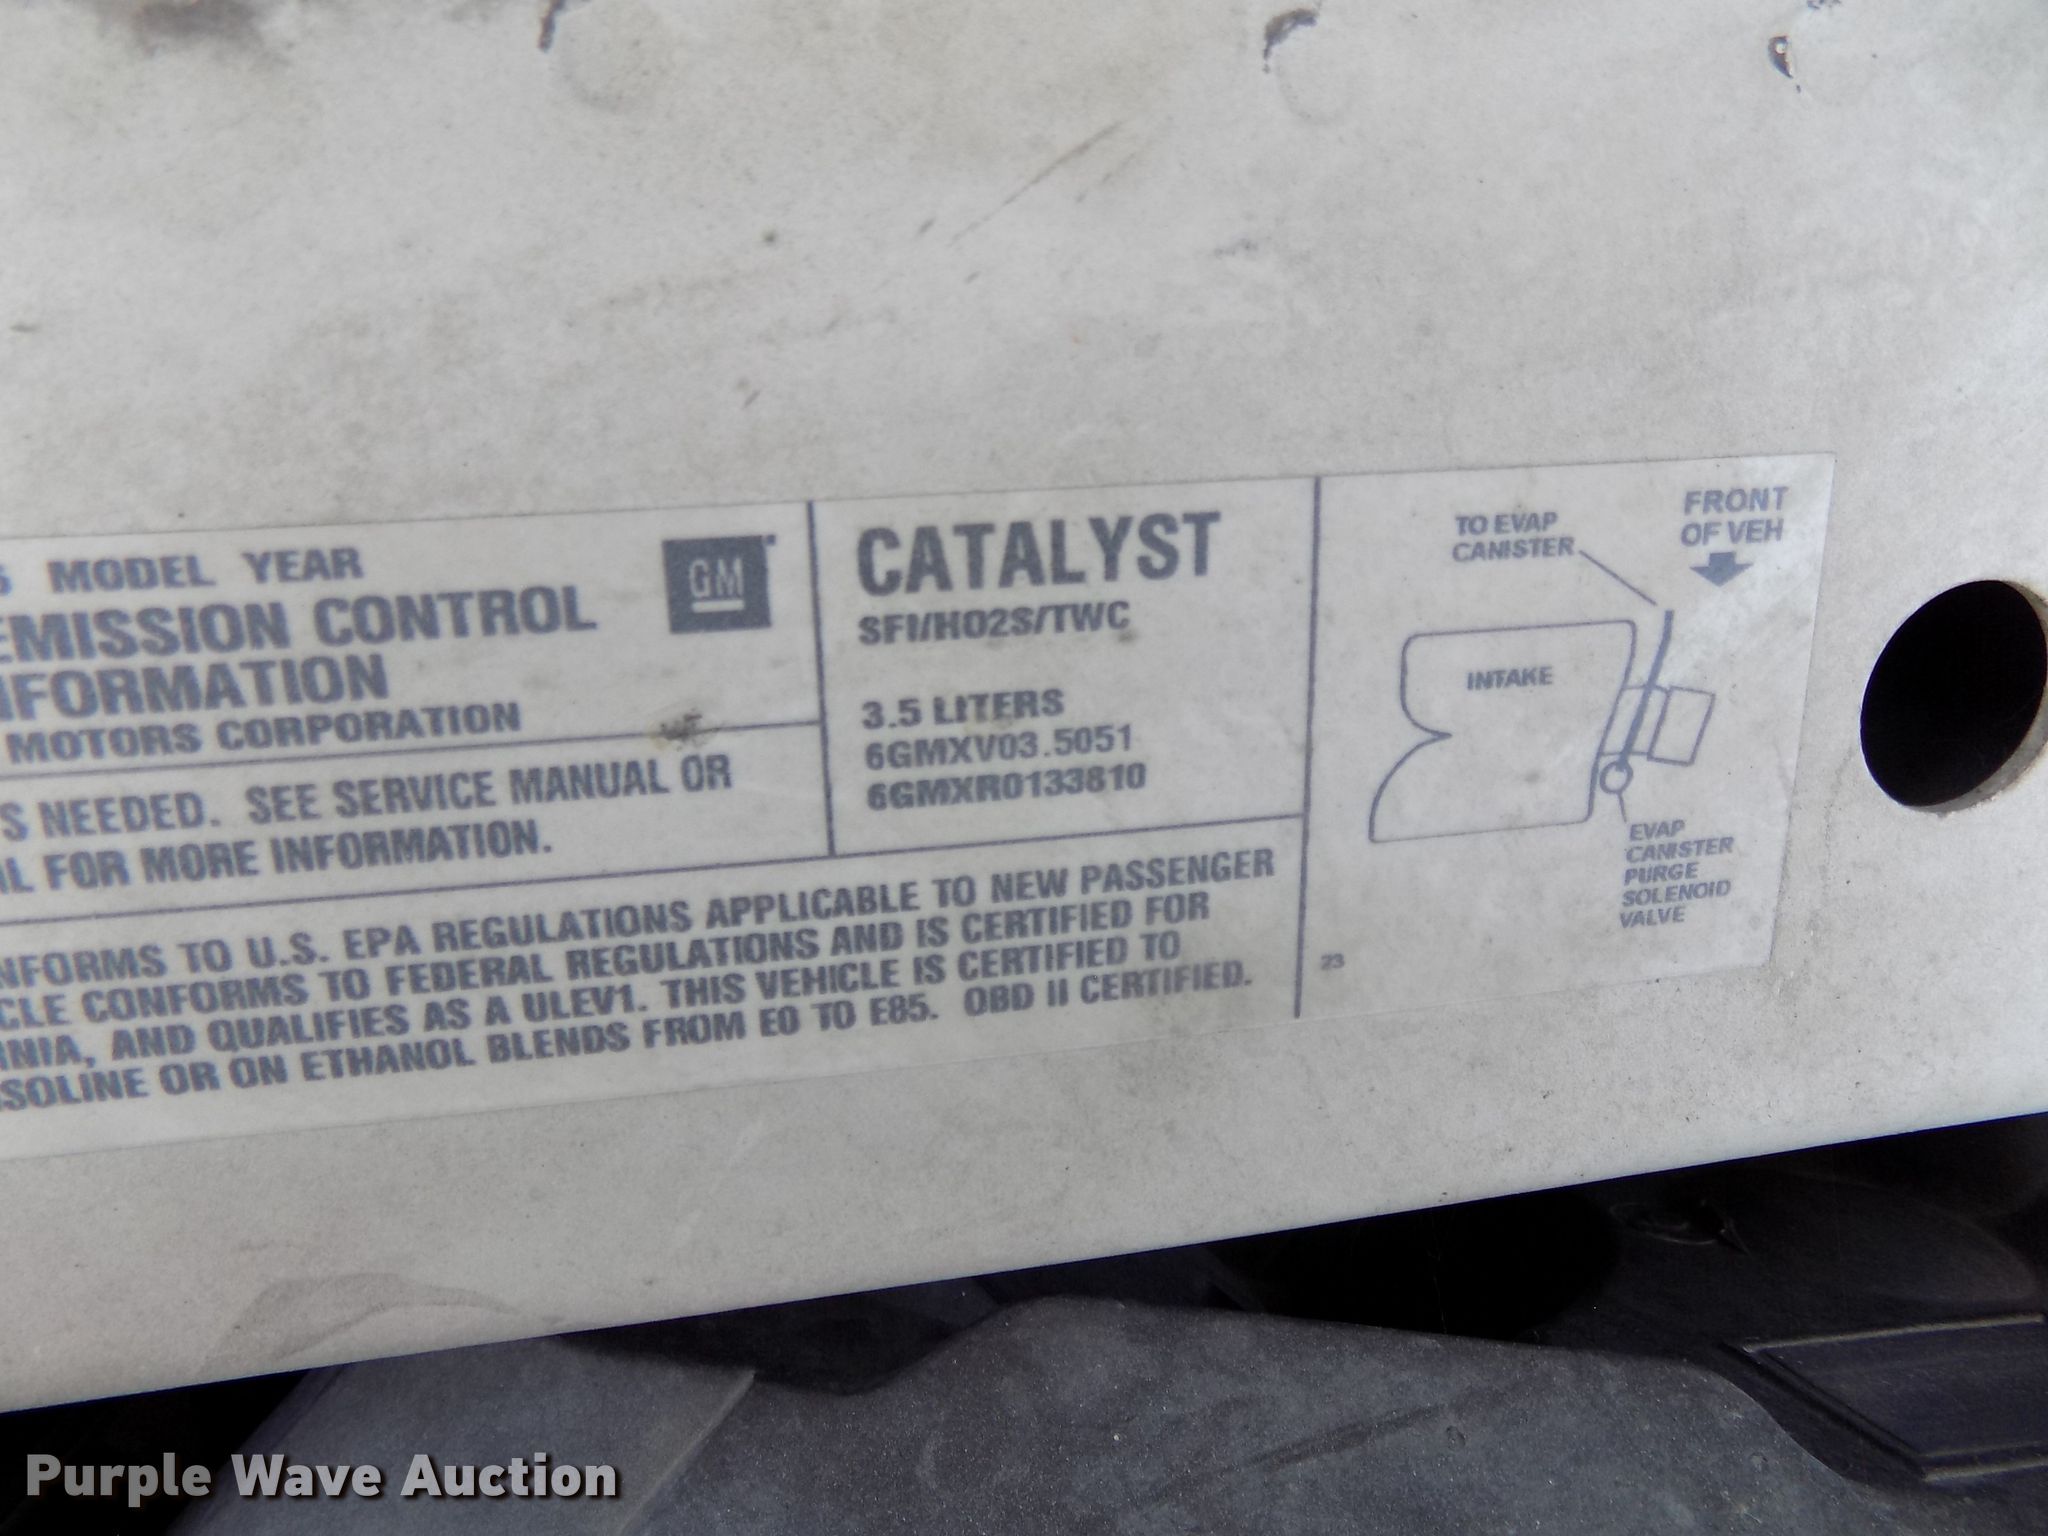 6 MODEL YEAR
EMISSION CONTROL
NFORMATION
MOTORS CORPORATION
GM
S NEEDED. SEE SERVICE MANUAL OR
AL FOR MORE INFORMATION.
CATALYST
SFI/HO2S/TWC
3.5 LITERS
6GMXV03.5051
6GMXR0133810
NFORMS TO U.S. EPA REGULATIONS APPLICABLE TO NEW PASSENGER
CLE CONFORMS TO FEDERAL REGULATIONS AND IS CERTIFIED FOR
RNIA, AND QUALIFIES AS A ULEV1. THIS VEHICLE IS CERTIFIED TO
SOLINE OR ON ETHANOL BLENDS FROM E0 TO E85. OBD II CERTIFIED.
TO EVAP
CANISTER
FRONT
OF VEH
INTAKE
EVAP
CANISTER
PURGE
SOLENOID
VALVE
23
Purple Wave Auction